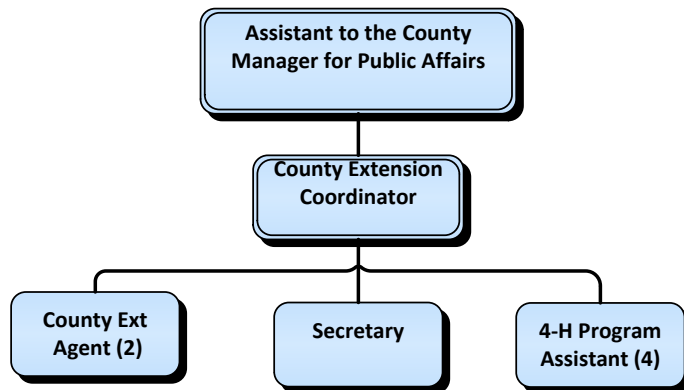 Assistant to the County
Manager for Public Affairs
County Extension
Coordinator
County Ext
Agent (2)
Secretary
4-H Program
Assistant (4)